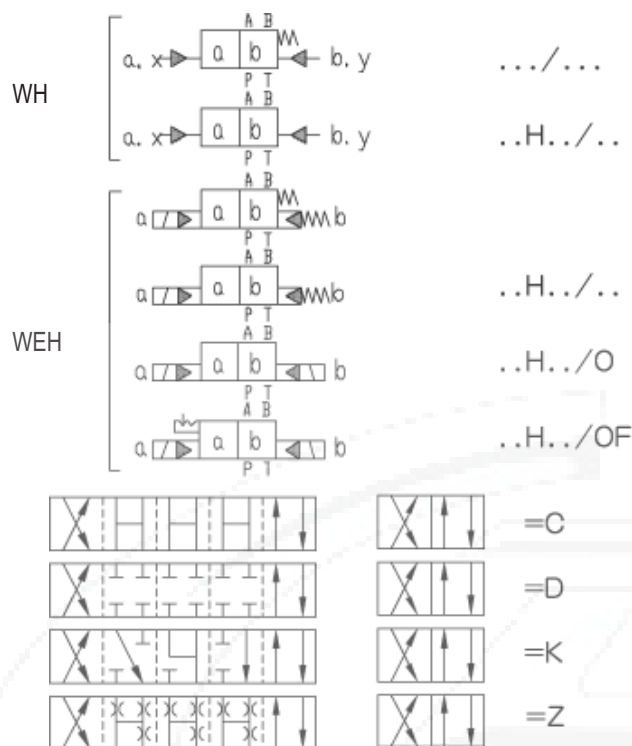 A B
a. x a b b. y .../...
P T
WH
A B
a. x a b b. y ..H../..
P T
A B
a a b b
P T
A B
a a b b ..H../..
P T
WEH
A B
a a b b ..H../O
P T
A B
a a b b ..H../OF
P T
=C
=D
=K
=Z